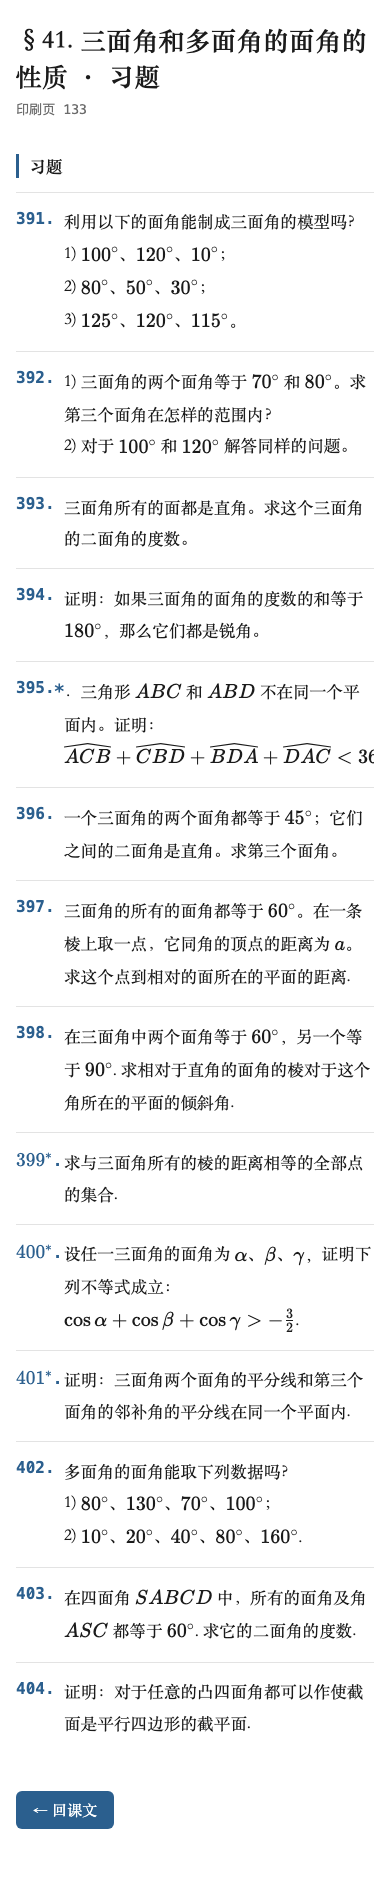 §41. 三面角和多面角的面角的
性质 · 习题
印刷页 133
习题
391. 利用以下的面角能制成三面角的模型吗?
1) 100°、120°、10°;
2) 80°、50°、30°;
3) 125°、120°、115°。
392. 1) 三面角的两个面角等于 70° 和 80°。求
第三个面角在怎样的范围内?
2) 对于 100° 和 120° 解答同样的问题。
393. 三面角所有的面都是直角。求这个三面角
的二面角的度数。
394. 证明: 如果三面角的面角的度数的和等于
180°, 那么它们都是锐角。
395.*. 三角形 ABC 和 ABD 不在同一个平
面内。证明:
\widehat{ACB} + \widehat{CBD} + \widehat{BDA} + \widehat{DAC} < 36
396. 一个三面角的两个面角都等于 45°; 它们
之间的二面角是直角。求第三个面角。
397. 三面角的所有的面角都等于 60°。在一条
棱上取一点, 它同角的顶点的距离为 a。
求这个点到相对的面所在的平面的距离.
398. 在三面角中两个面角等于 60°, 另一个等
于 90°. 求相对于直角的面角的棱对于这个
角所在的平面的倾斜角.
399*. 求与三面角所有的棱的距离相等的全部点
的集合.
400*. 设任一三面角的面角为 α、β、γ, 证明下
列不等式成立:
cos α + cos β + cos γ > −3/2.
401*. 证明: 三面角两个面角的平分线和第三个
面角的邻补角的平分线在同一个平面内.
402. 多面角的面角能取下列数据吗?
1) 80°、130°、70°、100°;
2) 10°、20°、40°、80°、160°.
403. 在四面角 SABCD 中, 所有的面角及角
ASC 都等于 60°. 求它的二面角的度数.
404. 证明: 对于任意的凸四面角都可以作使截
面是平行四边形的截平面.
← 回课文